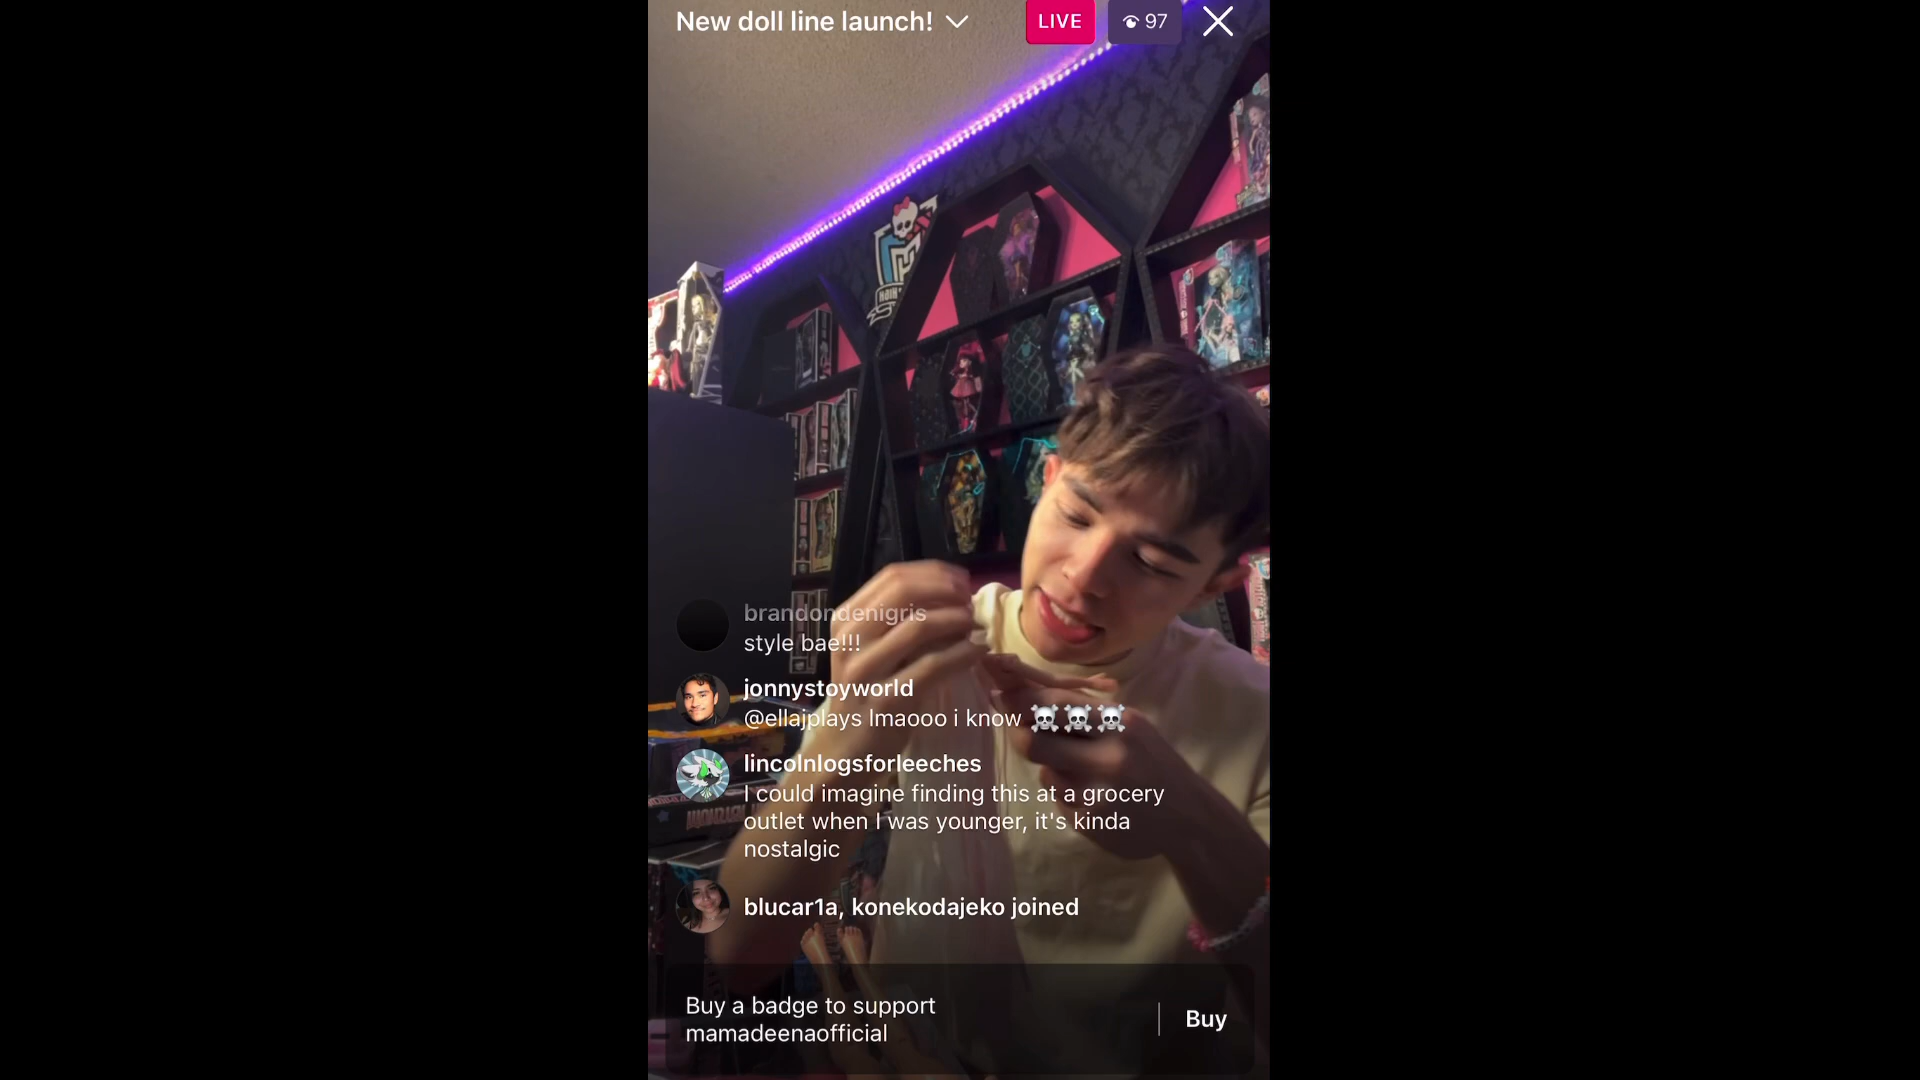 New doll line launch!
LIVE
97
brandondenigris
style bae!!!
jonnystoyworld
@ellajplays lmaooo i know ☠️☠️☠️
lincolnlogsforleeches
I could imagine finding this at a grocery
outlet when I was younger, it's kinda
nostalgic
blucar1a, konekodajeko joined
Buy a badge to support
mamadeenaofficial
Buy